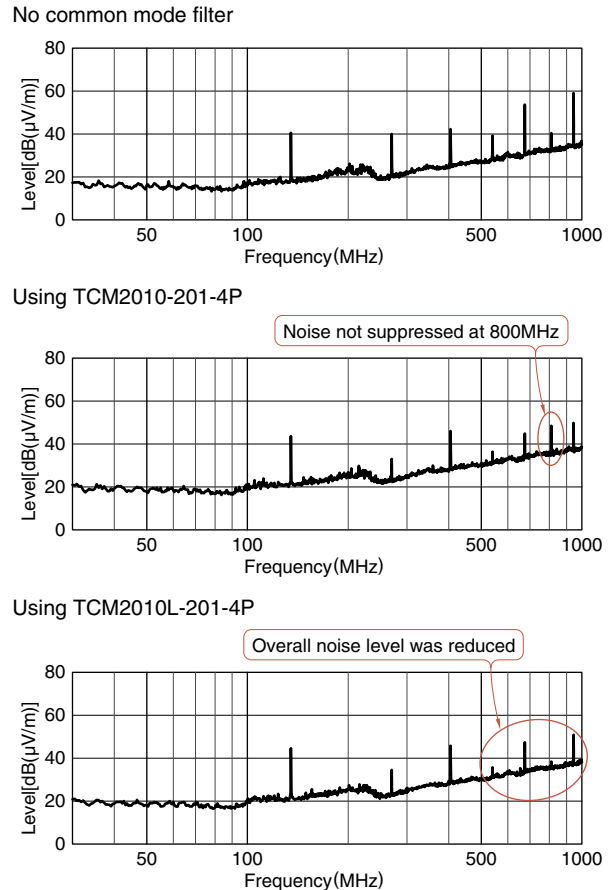 No common mode filter
Level[dB(µV/m)]
80
60
40
20
0
50
100
500
1000
Frequency(MHz)
Using TCM2010-201-4P
Noise not suppressed at 800MHz
Level[dB(µV/m)]
80
60
40
20
0
50
100
500
1000
Frequency(MHz)
Using TCM2010L-201-4P
Overall noise level was reduced
Level[dB(µV/m)]
80
60
40
20
0
50
100
500
1000
Frequency(MHz)